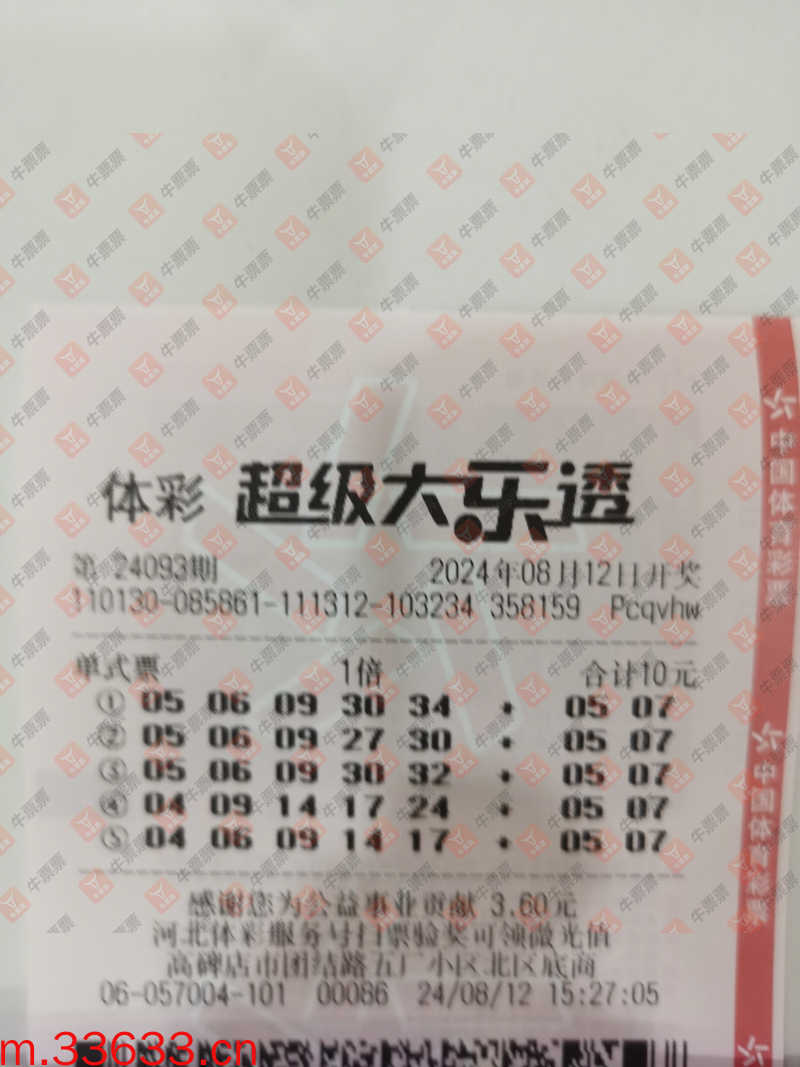 体彩 超级大乐透
第 24093期 2024年08月12日开奖
110130-085861-111312-103234 358159 Pcqvhw
单式票 1倍 合计10元
① 05 06 09 30 34 + 05 07
② 05 06 09 27 30 + 05 07
③ 05 06 09 30 32 + 05 07
④ 04 09 14 17 24 + 05 07
⑤ 04 06 09 14 17 + 05 07
感谢您为公益事业贡献 3.60元
河北体彩服务号扫票验奖可领微光值
高碑店市团结路五厂小区北区底商
06-057004-101 00086 24/08/12 15:27:05
中国体育彩票
中国体育彩票
牛票票
m.33633.cn